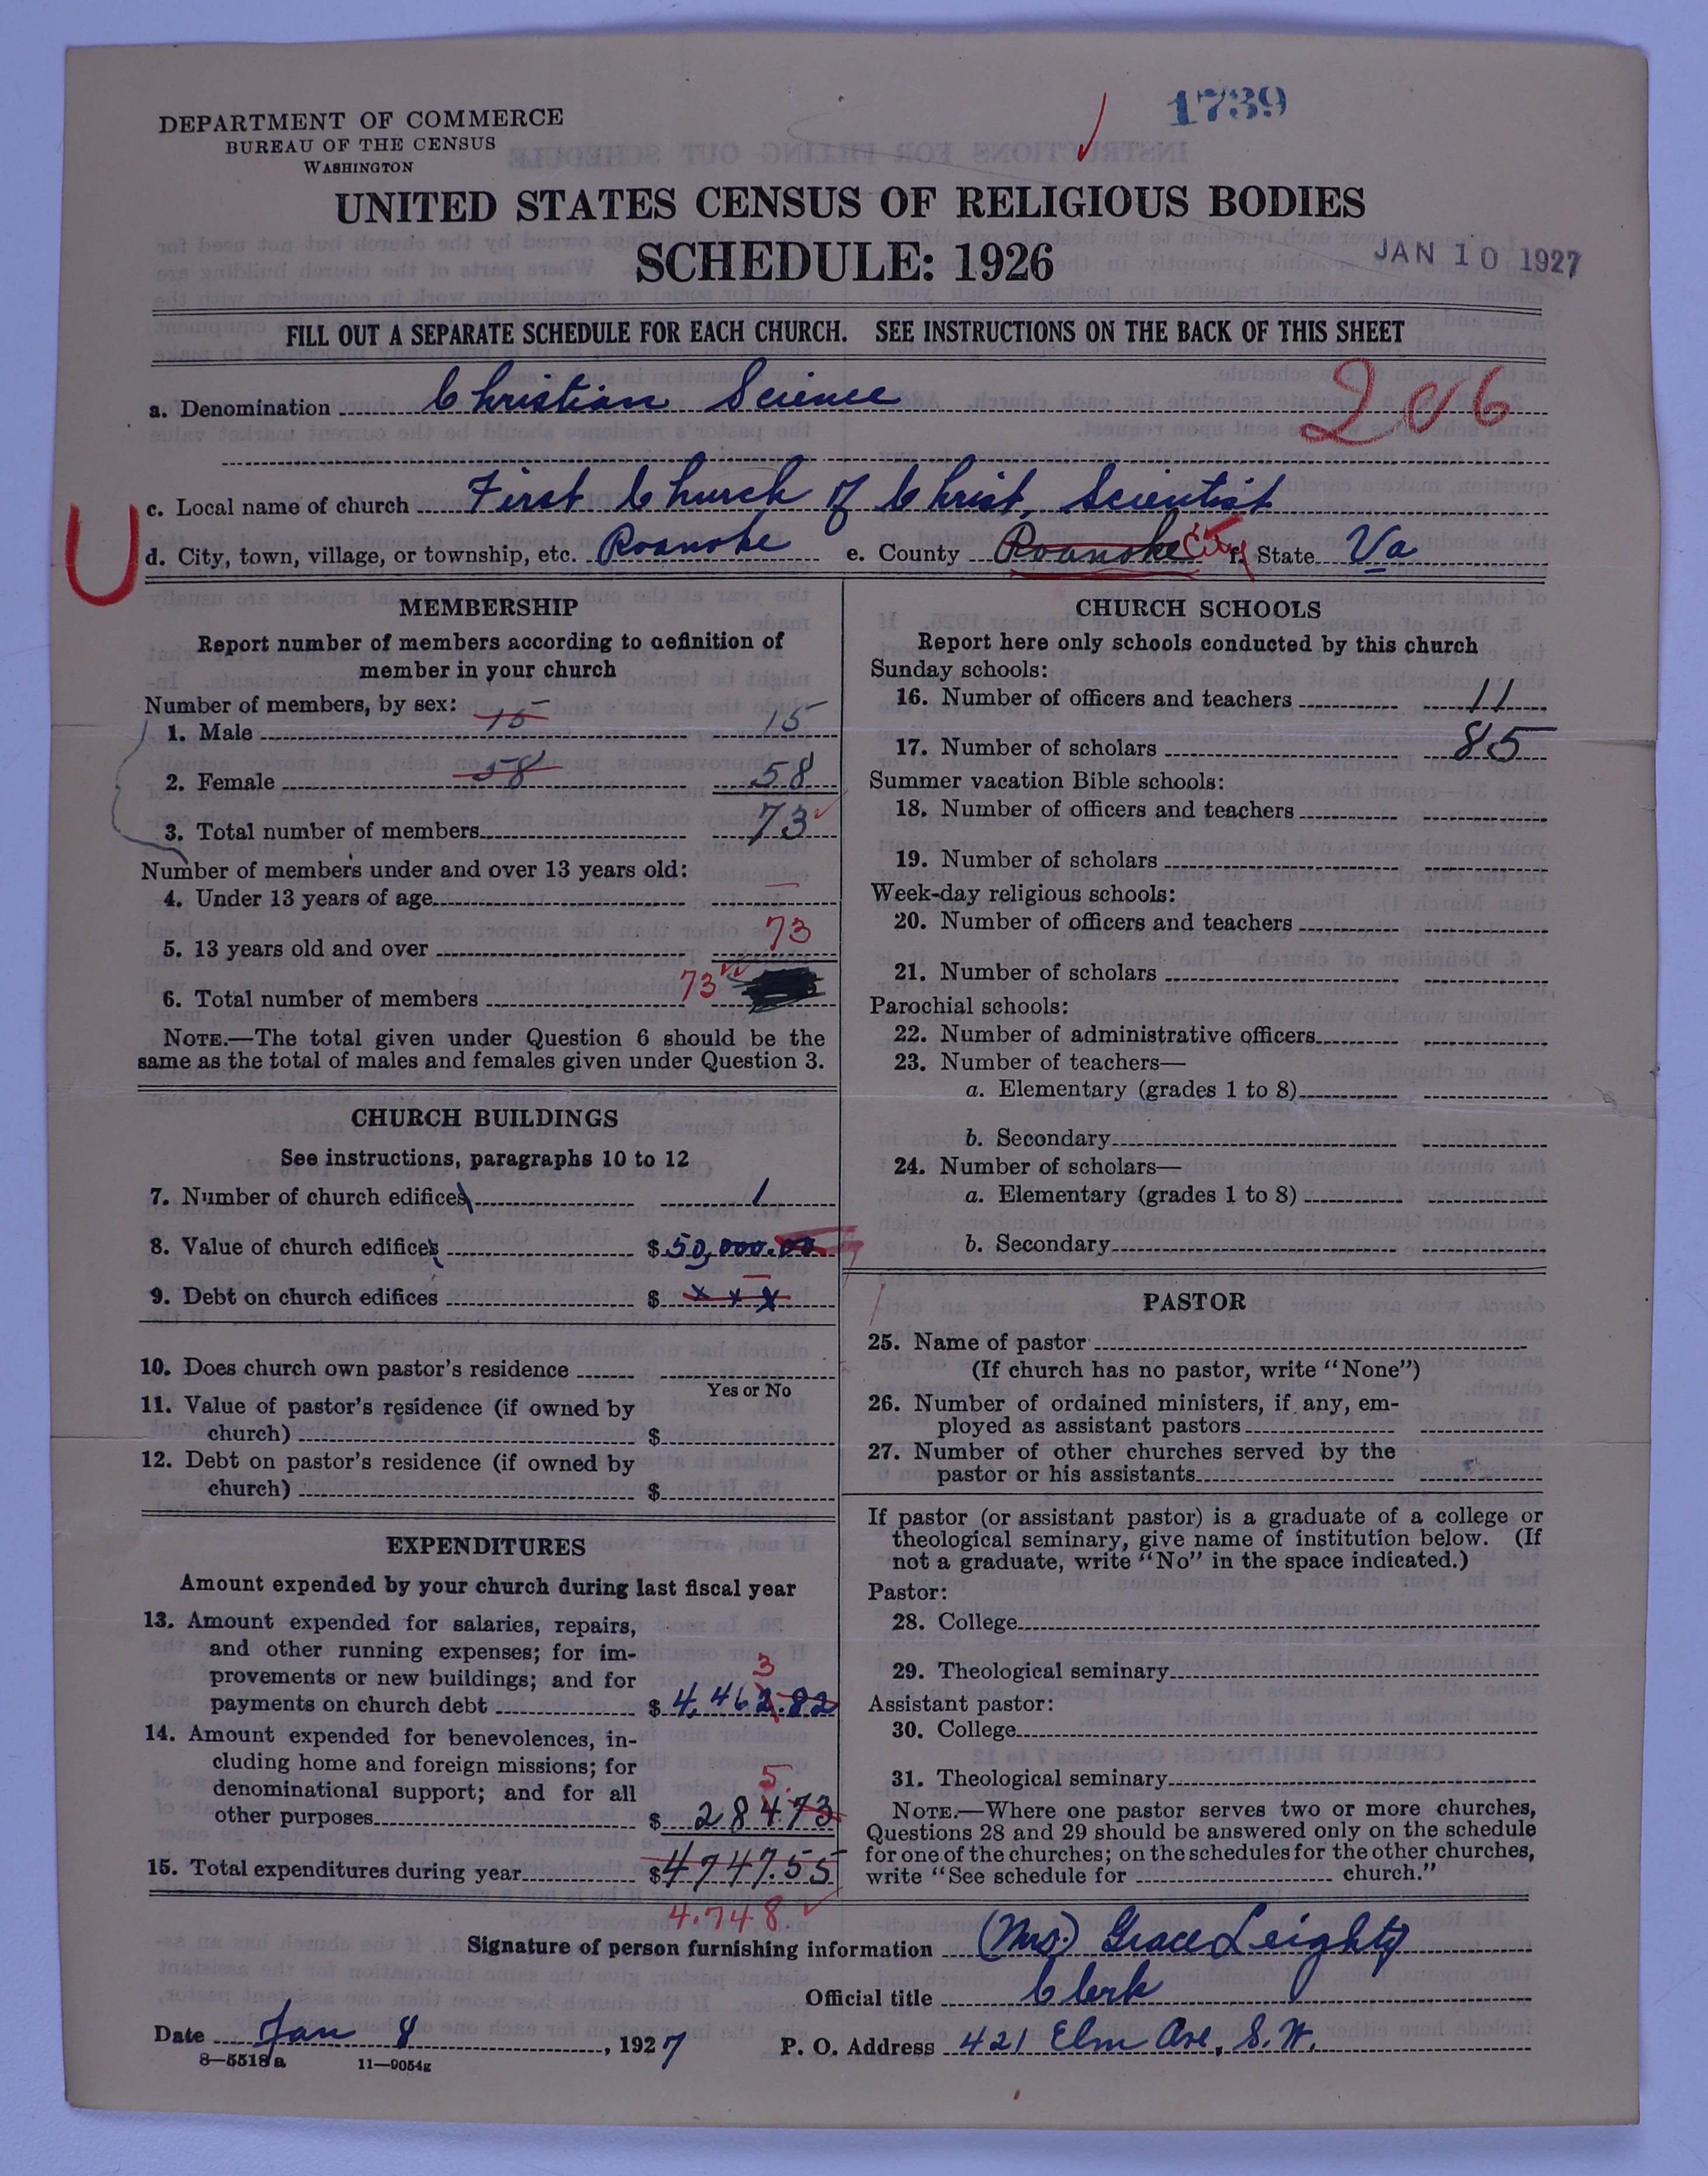 1739
DEPARTMENT OF COMMERCE
BUREAU OF THE CENSUS
WASHINGTON
UNITED STATES CENSUS OF RELIGIOUS BODIES
SCHEDULE: 1926
JAN 10 1927
FILL OUT A SEPARATE SCHEDULE FOR EACH CHURCH. SEE INSTRUCTIONS ON THE BACK OF THIS SHEET
a. Denomination Christian Science
206
c. Local name of church First Church of Christ, Scientist
U
d. City, town, village, or township, etc. Roanoke e. County Roanoke City f. State Va
MEMBERSHIP
Report number of members according to definition of
member in your church
Number of members, by sex:
1. Male 15 15
2. Female 58 58
3. Total number of members 73
Number of members under and over 13 years old:
4. Under 13 years of age —
5. 13 years old and over 73
6. Total number of members 73
NOTE.—The total given under Question 6 should be the
same as the total of males and females given under Question 3.
CHURCH BUILDINGS
See instructions, paragraphs 10 to 12
7. Number of church edifices 1
8. Value of church edifices $50,000.00
9. Debt on church edifices $ x x x
10. Does church own pastor's residence
Yes or No
11. Value of pastor's residence (if owned by
church) $
12. Debt on pastor's residence (if owned by
church) $
EXPENDITURES
Amount expended by your church during last fiscal year
13. Amount expended for salaries, repairs,
and other running expenses; for im-
provements or new buildings; and for
3
payments on church debt $4,462.82
14. Amount expended for benevolences, in-
cluding home and foreign missions; for
denominational support; and for all
5.
other purposes $ 284.73
15. Total expenditures during year $4747.55
4.748.
CHURCH SCHOOLS
Report here only schools conducted by this church
Sunday schools:
16. Number of officers and teachers 11
17. Number of scholars 85
Summer vacation Bible schools:
18. Number of officers and teachers
19. Number of scholars
Week-day religious schools:
20. Number of officers and teachers
21. Number of scholars
Parochial schools:
22. Number of administrative officers
23. Number of teachers—
a. Elementary (grades 1 to 8)
b. Secondary
24. Number of scholars—
a. Elementary (grades 1 to 8)
b. Secondary
PASTOR
25. Name of pastor
(If church has no pastor, write "None")
26. Number of ordained ministers, if any, em-
ployed as assistant pastors
27. Number of other churches served by the
pastor or his assistants
If pastor (or assistant pastor) is a graduate of a college or
theological seminary, give name of institution below. (If
not a graduate, write "No" in the space indicated.)
Pastor:
28. College
29. Theological seminary
Assistant pastor:
30. College
31. Theological seminary
NOTE.—Where one pastor serves two or more churches,
Questions 28 and 29 should be answered only on the schedule
for one of the churches; on the schedules for the other churches,
write "See schedule for church."
Signature of person furnishing information (Mrs.) Grace Leighty
Official title Clerk
Date Jan 8, 1927 P. O. Address 421 Elm Ave, S.W.
8—5518a 11—9054g